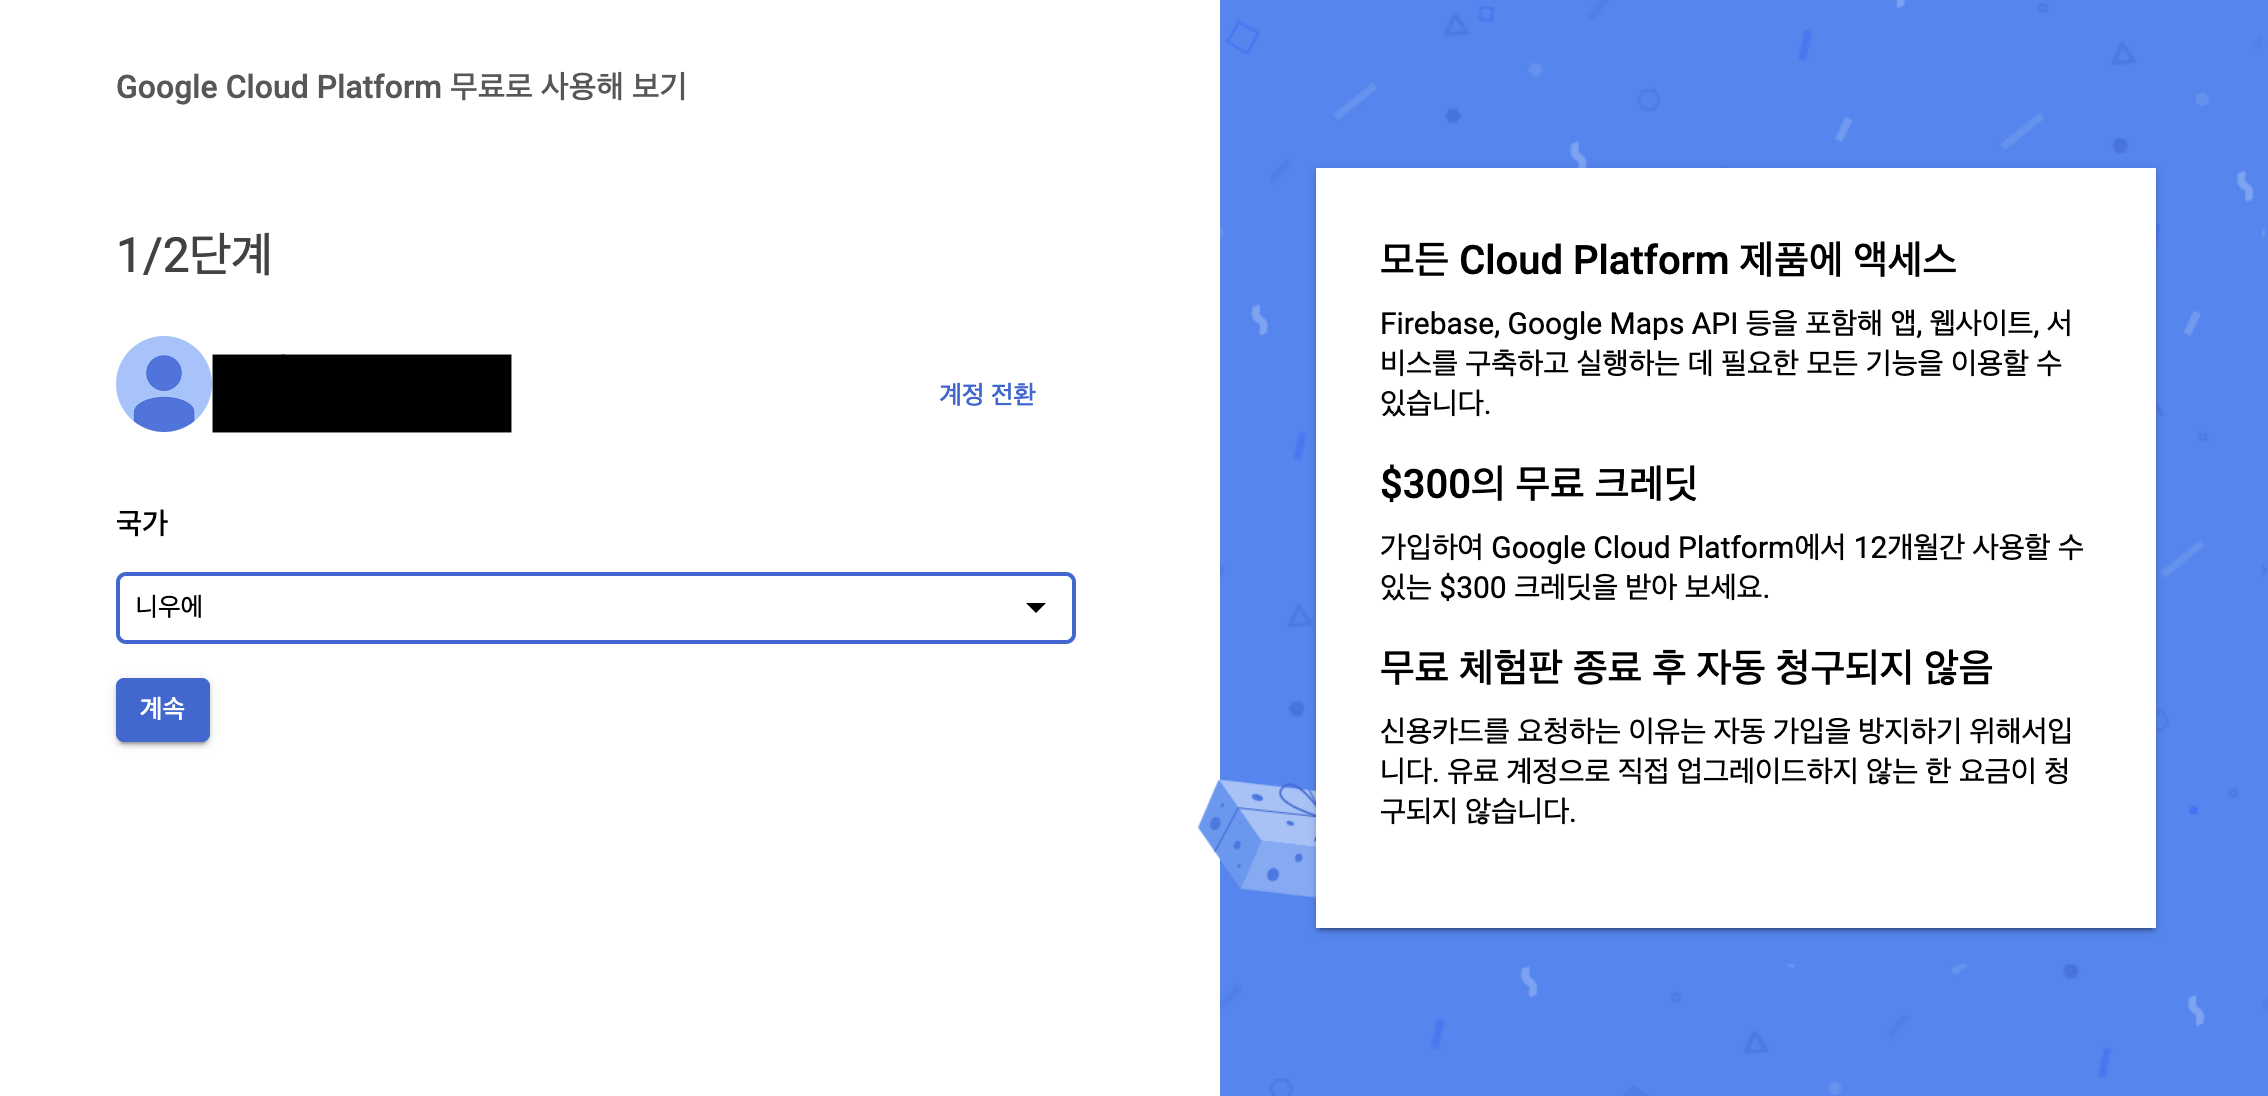 Google Cloud Platform 무료로 사용해 보기
1/2단계
계정 전환
국가
니우에
계속
모든 Cloud Platform 제품에 액세스
Firebase, Google Maps API 등을 포함해 앱, 웹사이트, 서
비스를 구축하고 실행하는 데 필요한 모든 기능을 이용할 수
있습니다.
$300의 무료 크레딧
가입하여 Google Cloud Platform에서 12개월간 사용할 수
있는 $300 크레딧을 받아 보세요.
무료 체험판 종료 후 자동 청구되지 않음
신용카드를 요청하는 이유는 자동 가입을 방지하기 위해서입
니다. 유료 계정으로 직접 업그레이드하지 않는 한 요금이 청
구되지 않습니다.